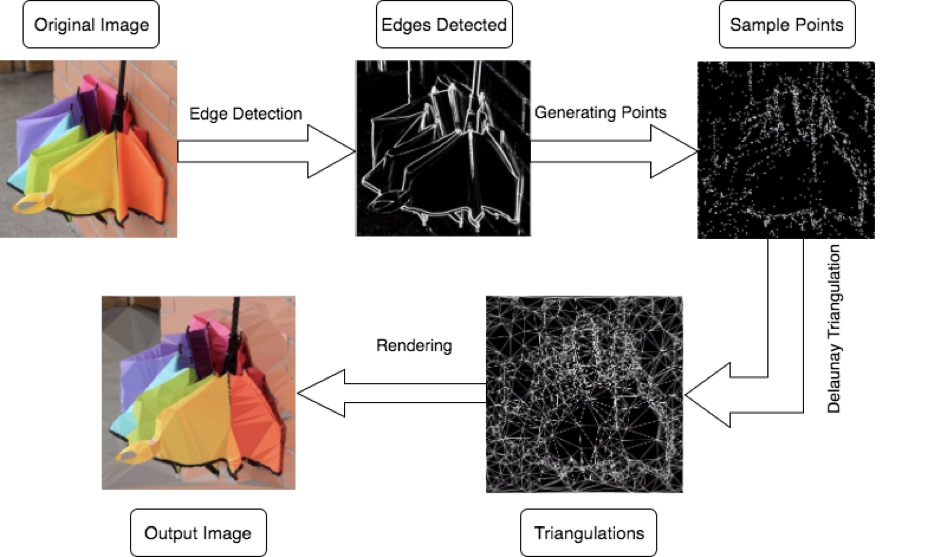 Original Image
Edges Detected
Sample Points
Edge Detection
Generating Points
Delaunay Triangulation
Rendering
Output Image
Triangulations